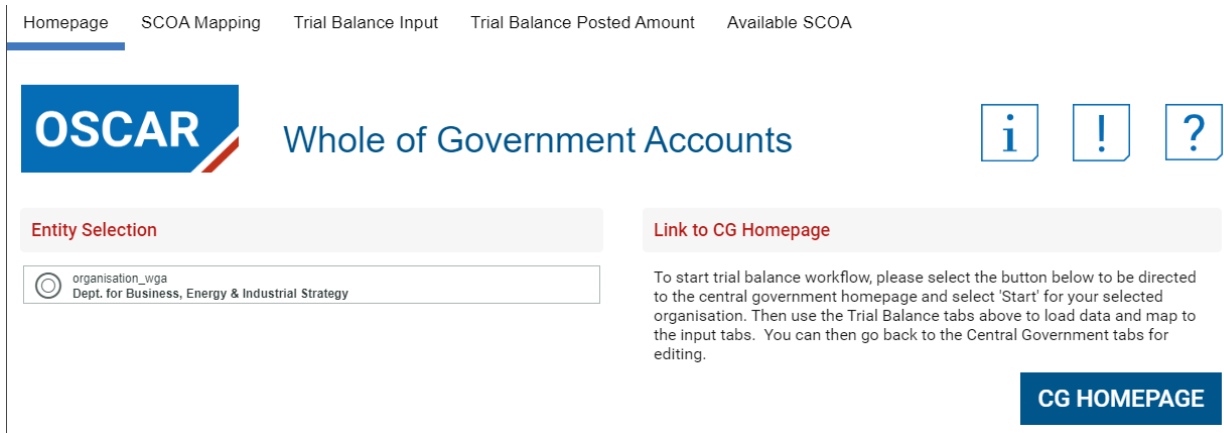 Homepage SCOA Mapping Trial Balance Input Trial Balance Posted Amount Available SCOA
OSCAR
Whole of Government Accounts
i ! ?
Entity Selection
organisation_wga
Dept. for Business, Energy & Industrial Strategy
Link to CG Homepage
To start trial balance workflow, please select the button below to be directed
to the central government homepage and select 'Start' for your selected
organisation. Then use the Trial Balance tabs above to load data and map to
the input tabs.  You can then go back to the Central Government tabs for
editing.
CG HOMEPAGE